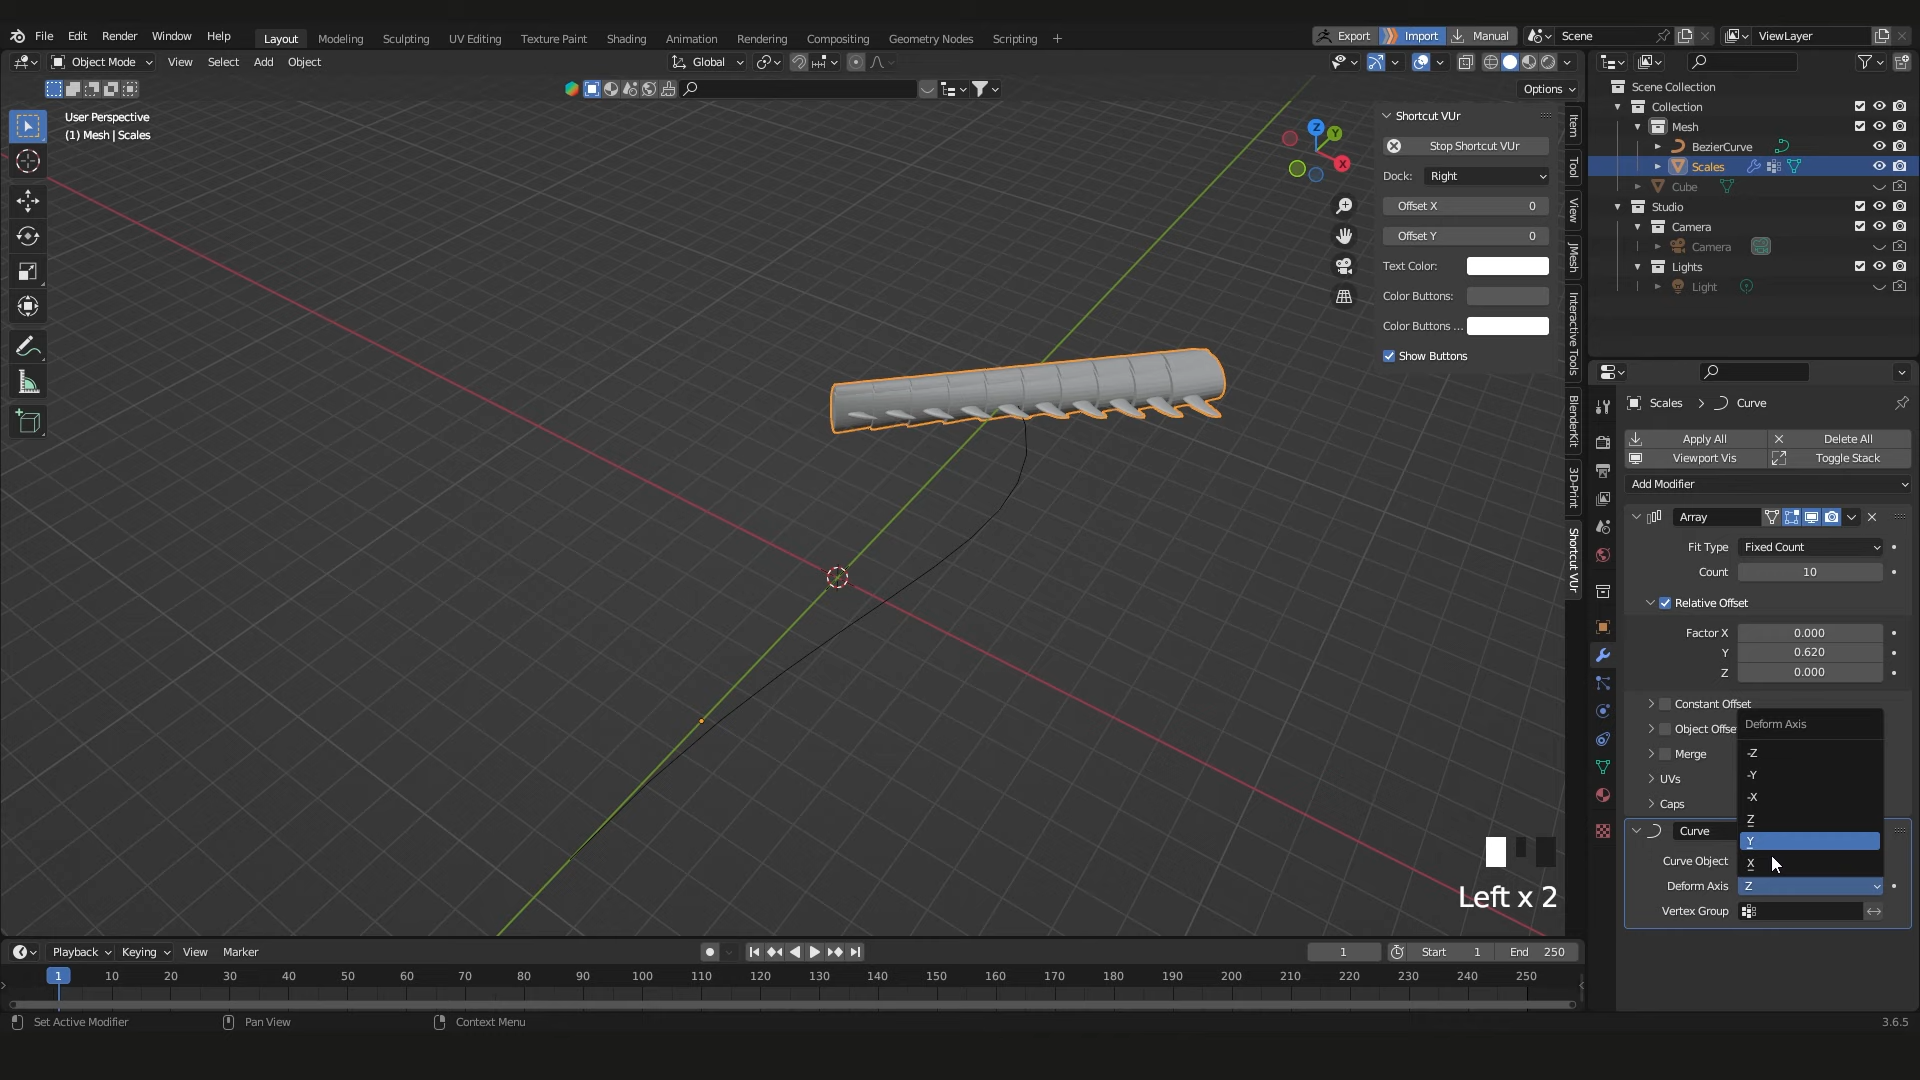 File Edit Render Window Help Layout Modeling Sculpting UV Editing Texture Paint Shading Animation Rendering Compositing Geometry Nodes Scripting + Export Import Manual Scene ViewLayer
Object Mode View Select Add Object Global
Options
User Perspective
(1) Mesh | Scales
Shortcut VUr
Stop Shortcut VUr
Dock: Right
Offset X 0
Offset Y 0
Text Color:
Color Buttons:
Color Buttons ...
Show Buttons
Z
Y
X
Item
Tool
View
JMesh
Interactive Tools
BlenderKit
3D-Print
Shortcut VUr
Scene Collection
Collection
Mesh
BezierCurve
Scales
Cube
Studio
Camera
Camera
Lights
Light
Scales > Curve
Apply All Delete All
Viewport Vis Toggle Stack
Add Modifier
Array
Fit Type Fixed Count
Count 10
Relative Offset
Factor X 0.000
Y 0.620
Z 0.000
Constant Offset
Object Offse
Merge
UVs
Caps
Deform Axis
-Z
-Y
-X
Z
Y
X
Curve
Curve Object
Deform Axis Z
Vertex Group
Left x 2
Playback Keying View Marker 1 Start 1 End 250
1 10 20 30 40 50 60 70 80 90 100 110 120 130 140 150 160 170 180 190 200 210 220 230 240 250
Set Active Modifier Pan View Context Menu 3.6.5